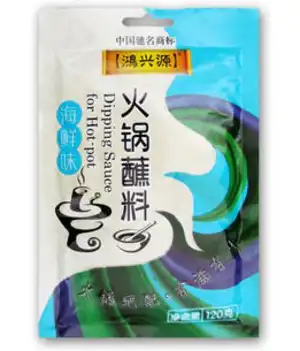 中国驰名商标
【鸿兴源】
火锅蘸料
Dipping Sauce
for Hot-pot
海鲜味
净含量 120克